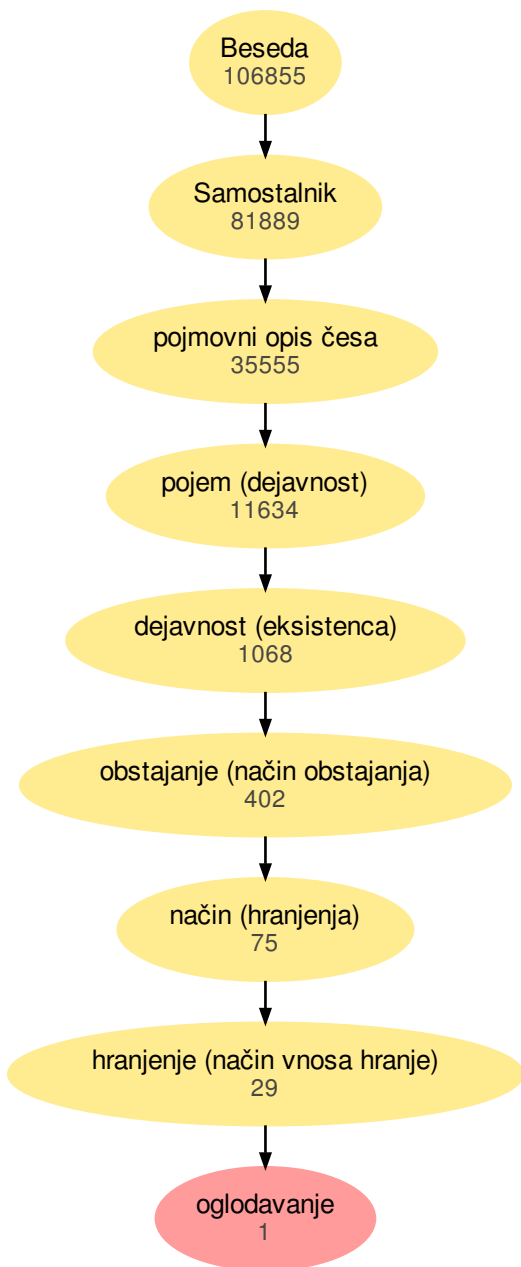 Beseda
106855
Samostalnik
81889
pojmovni opis česa
35555
pojem (dejavnost)
11634
dejavnost (eksistenca)
1068
obstajanje (način obstajanja)
402
način (hranjenja)
75
hranjenje (način vnosa hranje)
29
oglodavanje
1